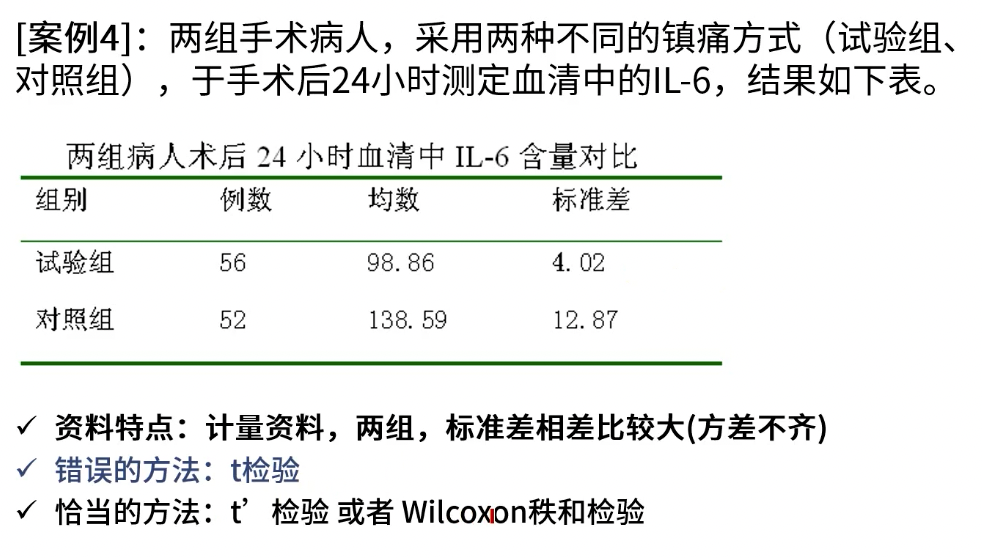 [案例4]：两组手术病人，采用两种不同的镇痛方式（试验组、
对照组），于手术后24小时测定血清中的IL-6，结果如下表。
两组病人术后 24 小时血清中 IL-6 含量对比
组别 例数 均数 标准差
试验组 56 98.86 4.02
对照组 52 138.59 12.87
✓ 资料特点：计量资料，两组，标准差相差比较大(方差不齐)
✓ 错误的方法：t检验
✓ 恰当的方法：t’检验 或者 Wilcoxon秩和检验